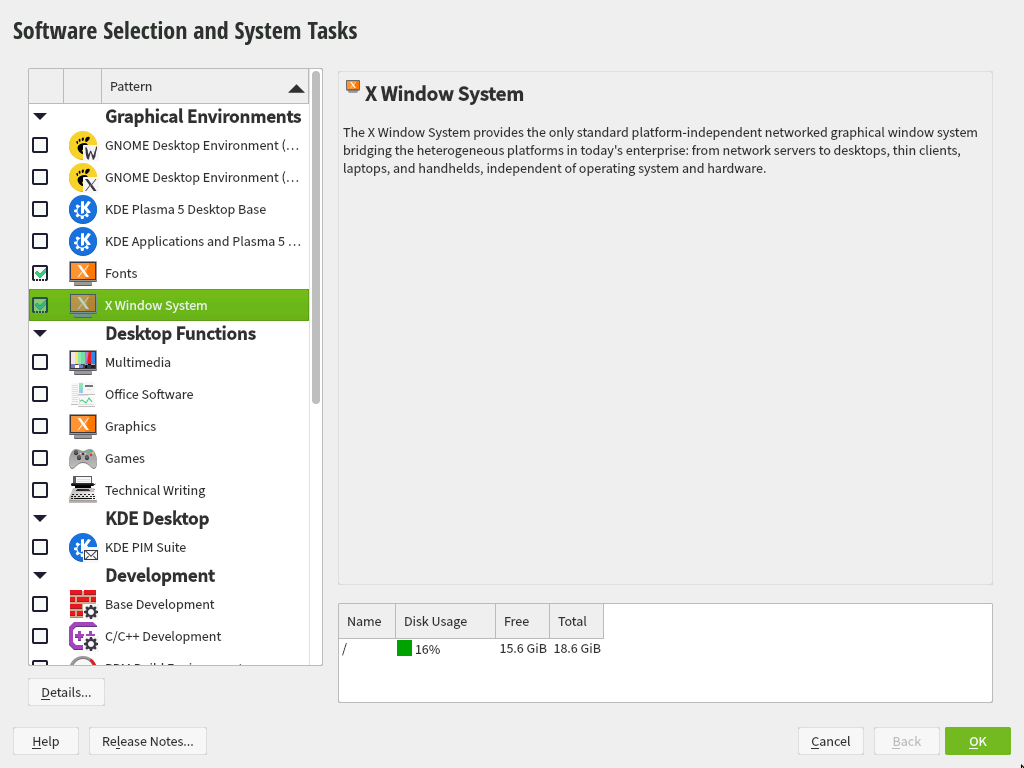 Software Selection and System Tasks
Pattern
Graphical Environments
GNOME Desktop Environment (...
GNOME Desktop Environment (...
KDE Plasma 5 Desktop Base
KDE Applications and Plasma 5 ...
Fonts
X Window System
Desktop Functions
Multimedia
Office Software
Graphics
Games
Technical Writing
KDE Desktop
KDE PIM Suite
Development
Base Development
C/C++ Development
Details...
X Window System
The X Window System provides the only standard platform-independent networked graphical window system
bridging the heterogeneous platforms in today's enterprise: from network servers to desktops, thin clients,
laptops, and handhelds, independent of operating system and hardware.
Name Disk Usage Free Total
/ 16% 15.6 GiB 18.6 GiB
Help Release Notes... Cancel Back OK